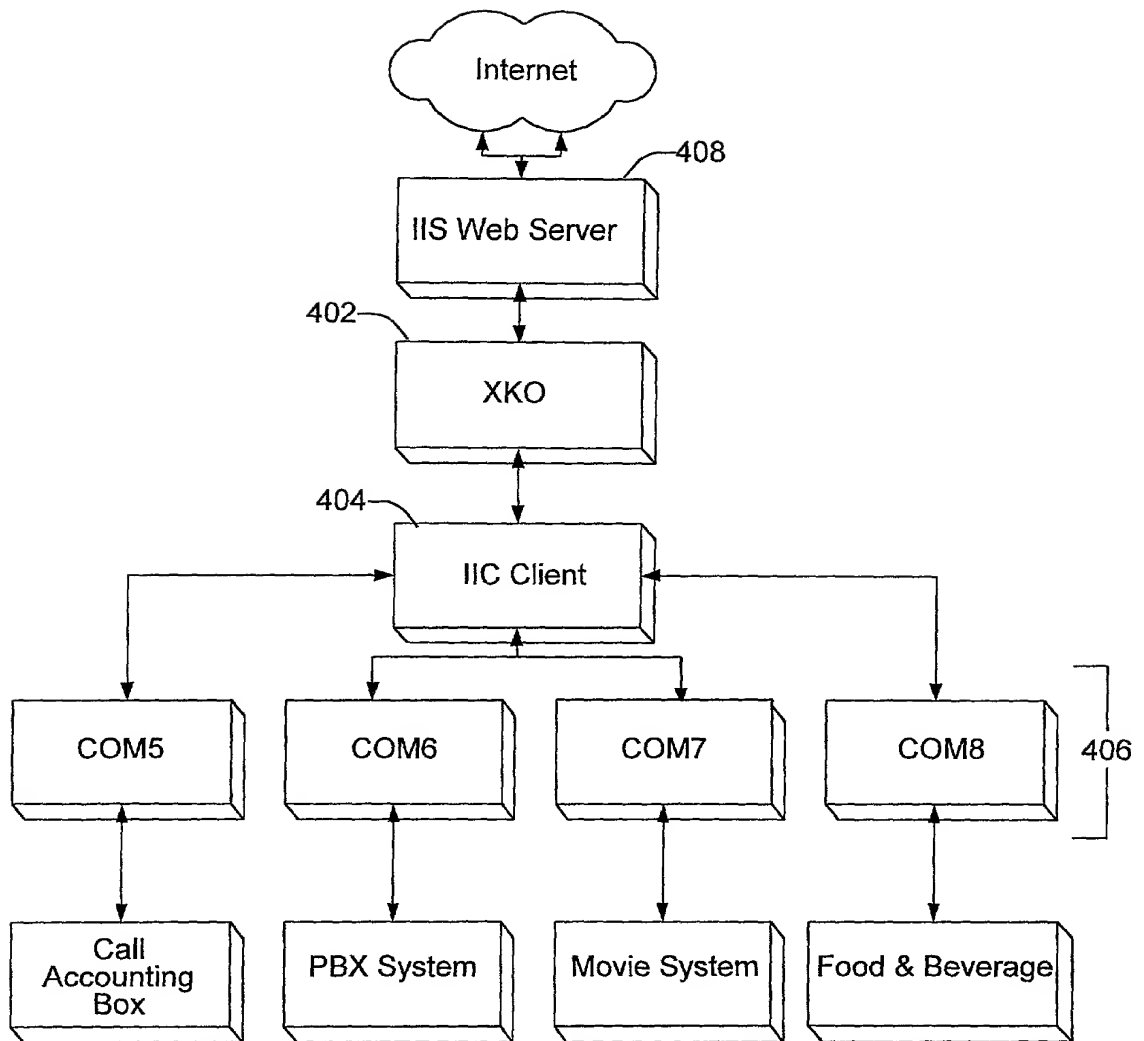 Internet
408
IIS Web Server
402
XKO
404
IIC Client
COM5
COM6
COM7
COM8
406
Call
Accounting
Box
PBX System
Movie System
Food & Beverage